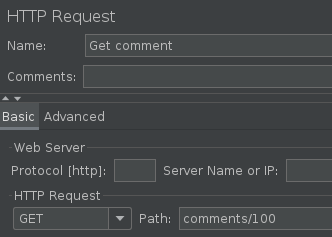 HTTP Request
Name: Get comment
Comments:
Basic Advanced
Web Server
Protocol [http]: Server Name or IP:
HTTP Request
GET Path: comments/100